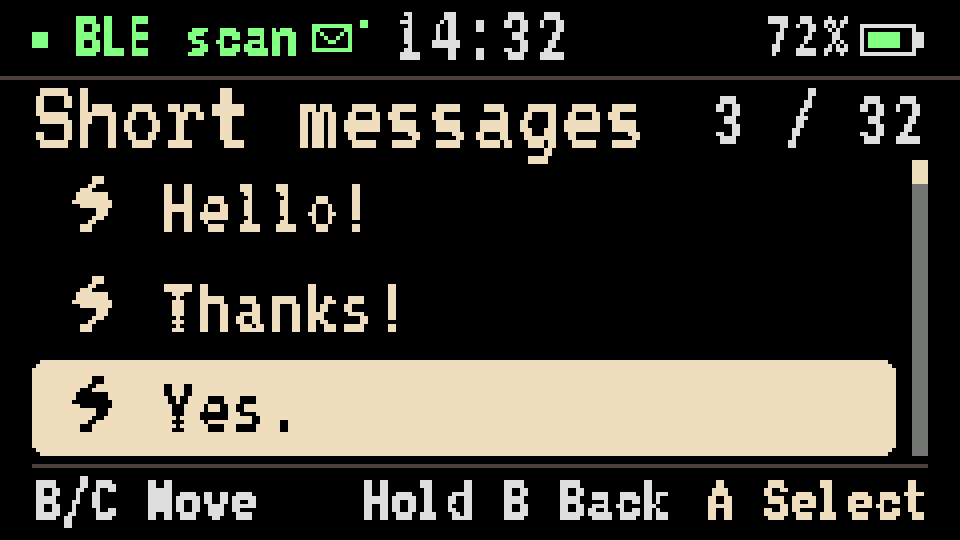 BLE scan 14:32 72%
Short messages 3 / 32
Hello!
Thanks!
Yes.
B/C Move Hold B Back A Select